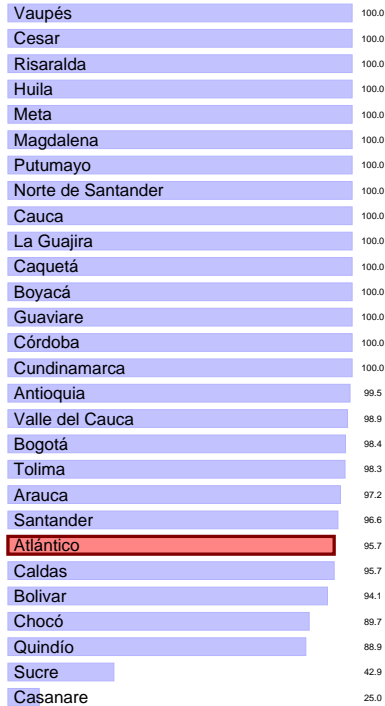 Vaupés 100.0
Cesar 100.0
Risaralda 100.0
Huila 100.0
Meta 100.0
Magdalena 100.0
Putumayo 100.0
Norte de Santander 100.0
Cauca 100.0
La Guajira 100.0
Caquetá 100.0
Boyacá 100.0
Guaviare 100.0
Córdoba 100.0
Cundinamarca 100.0
Antioquia 99.5
Valle del Cauca 98.9
Bogotá 98.4
Tolima 98.3
Arauca 97.2
Santander 96.6
Atlántico 95.7
Caldas 95.7
Bolivar 94.1
Chocó 89.7
Quindío 88.9
Sucre 42.9
Casanare 25.0